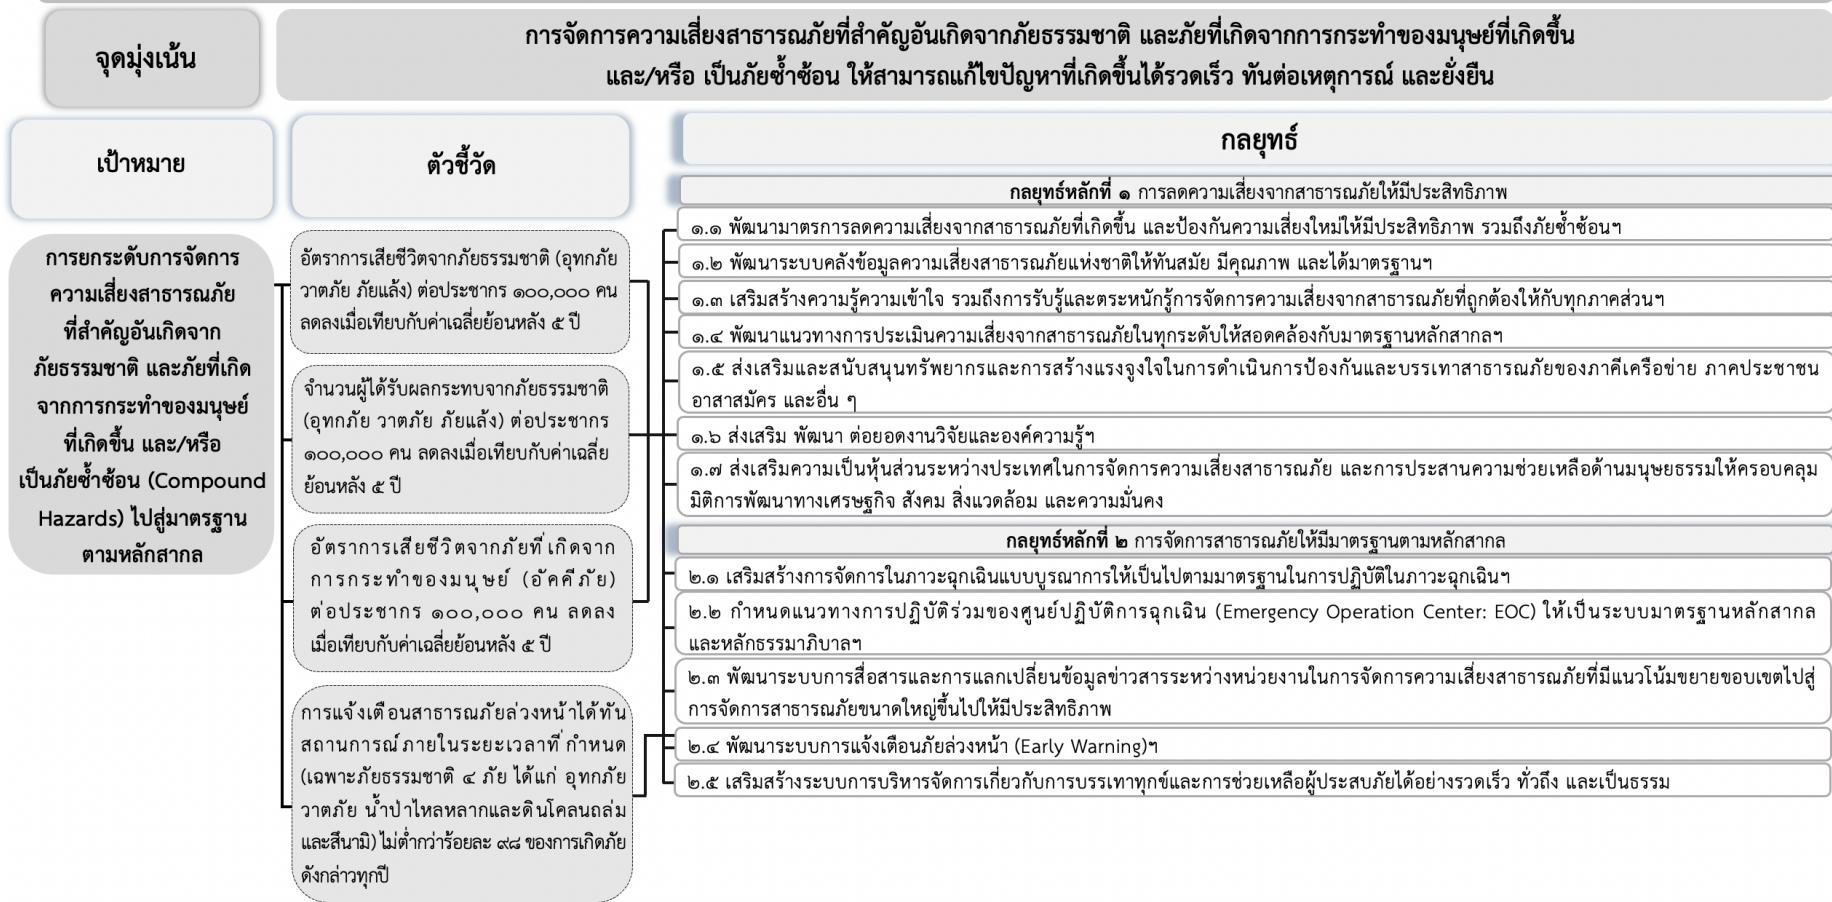 จุดมุ่งเน้น
การจัดการความเสี่ยงสาธารณภัยที่สำคัญอันเกิดจากภัยธรรมชาติ และภัยที่เกิดจากการกระทำของมนุษย์ที่เกิดขึ้น
และ/หรือ เป็นภัยซ้ำซ้อน ให้สามารถแก้ไขปัญหาที่เกิดขึ้นได้รวดเร็ว ทันต่อเหตุการณ์ และยั่งยืน
เป้าหมาย
การยกระดับการจัดการ
ความเสี่ยงสาธารณภัย
ที่สำคัญอันเกิดจาก
ภัยธรรมชาติ และภัยที่เกิด
จากการกระทำของมนุษย์
ที่เกิดขึ้น และ/หรือ
เป็นภัยซ้ำซ้อน (Compound
Hazards) ไปสู่มาตรฐาน
ตามหลักสากล
ตัวชี้วัด
อัตราการเสียชีวิตจากภัยธรรมชาติ (อุทกภัย
วาตภัย ภัยแล้ง) ต่อประชากร ๑๐๐,๐๐๐ คน
ลดลงเมื่อเทียบกับค่าเฉลี่ยย้อนหลัง ๕ ปี
จำนวนผู้ได้รับผลกระทบจากภัยธรรมชาติ
(อุทกภัย วาตภัย ภัยแล้ง) ต่อประชากร
๑๐๐,๐๐๐ คน ลดลงเมื่อเทียบกับค่าเฉลี่ย
ย้อนหลัง ๕ ปี
อัตราการเสียชีวิตจากภัยที่เกิดจาก
การกระทำของมนุษย์ (อัคคีภัย)
ต่อประชากร ๑๐๐,๐๐๐ คน ลดลง
เมื่อเทียบกับค่าเฉลี่ยย้อนหลัง ๕ ปี
การแจ้งเตือนสาธารณภัยล่วงหน้าได้ทัน
สถานการณ์ภายในระยะเวลาที่กำหนด
(เฉพาะภัยธรรมชาติ ๔ ภัย ได้แก่ อุทกภัย
วาตภัย น้ำป่าไหลหลากและดินโคลนถล่ม
และสึนามิ) ไม่ต่ำกว่าร้อยละ ๙๘ ของการเกิดภัย
ดังกล่าวทุกปี
กลยุทธ์
กลยุทธ์หลักที่ ๑ การลดความเสี่ยงจากสาธารณภัยให้มีประสิทธิภาพ
๑.๑ พัฒนามาตรการลดความเสี่ยงจากสาธารณภัยที่เกิดขึ้น และป้องกันความเสี่ยงใหม่ให้มีประสิทธิภาพ รวมถึงภัยซ้ำซ้อนฯ
๑.๒ พัฒนาระบบคลังข้อมูลความเสี่ยงสาธารณภัยแห่งชาติให้ทันสมัย มีคุณภาพ และได้มาตรฐานฯ
๑.๓ เสริมสร้างความรู้ความเข้าใจ รวมถึงการรับรู้และตระหนักรู้การจัดการความเสี่ยงจากสาธารณภัยที่ถูกต้องให้กับทุกภาคส่วนฯ
๑.๔ พัฒนาแนวทางการประเมินความเสี่ยงจากสาธารณภัยในทุกระดับให้สอดคล้องกับมาตรฐานหลักสากลฯ
๑.๕ ส่งเสริมและสนับสนุนทรัพยากรและการสร้างแรงจูงใจในการดำเนินการป้องกันและบรรเทาสาธารณภัยของภาคีเครือข่าย ภาคประชาชน
อาสาสมัคร และอื่น ๆ
๑.๖ ส่งเสริม พัฒนา ต่อยอดงานวิจัยและองค์ความรู้ฯ
๑.๗ ส่งเสริมความเป็นหุ้นส่วนระหว่างประเทศในการจัดการความเสี่ยงสาธารณภัย และการประสานความช่วยเหลือด้านมนุษยธรรมให้ครอบคลุม
มิติการพัฒนาทางเศรษฐกิจ สังคม สิ่งแวดล้อม และความมั่นคง
กลยุทธ์หลักที่ ๒ การจัดการสาธารณภัยให้มีมาตรฐานตามหลักสากล
๒.๑ เสริมสร้างการจัดการในภาวะฉุกเฉินแบบบูรณาการให้เป็นไปตามมาตรฐานในการปฏิบัติในภาวะฉุกเฉินฯ
๒.๒ กำหนดแนวทางการปฏิบัติร่วมของศูนย์ปฏิบัติการฉุกเฉิน (Emergency Operation Center: EOC) ให้เป็นระบบมาตรฐานหลักสากล
และหลักธรรมาภิบาลฯ
๒.๓ พัฒนาระบบการสื่อสารและการแลกเปลี่ยนข้อมูลข่าวสารระหว่างหน่วยงานในการจัดการความเสี่ยงสาธารณภัยที่มีแนวโน้มขยายขอบเขตไปสู่
การจัดการสาธารณภัยขนาดใหญ่ขึ้นไปให้มีประสิทธิภาพ
๒.๔ พัฒนาระบบการแจ้งเตือนภัยล่วงหน้า (Early Warning)ฯ
๒.๕ เสริมสร้างระบบการบริหารจัดการเกี่ยวกับการบรรเทาทุกข์และการช่วยเหลือผู้ประสบภัยได้อย่างรวดเร็ว ทั่วถึง และเป็นธรรม